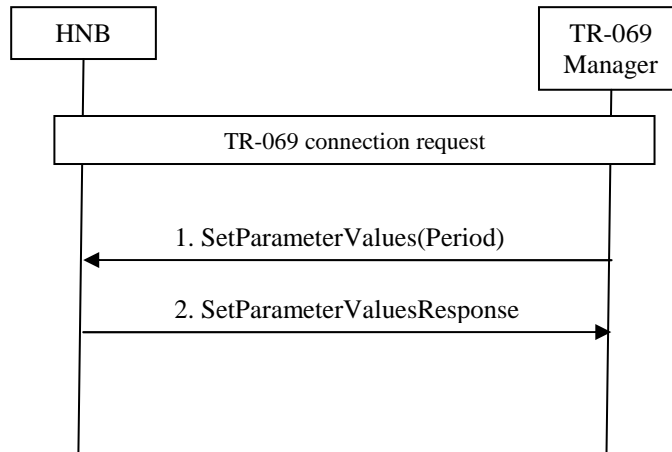 HNB
TR-069
Manager
TR-069 connection request
1. SetParameterValues(Period)
2. SetParameterValuesResponse